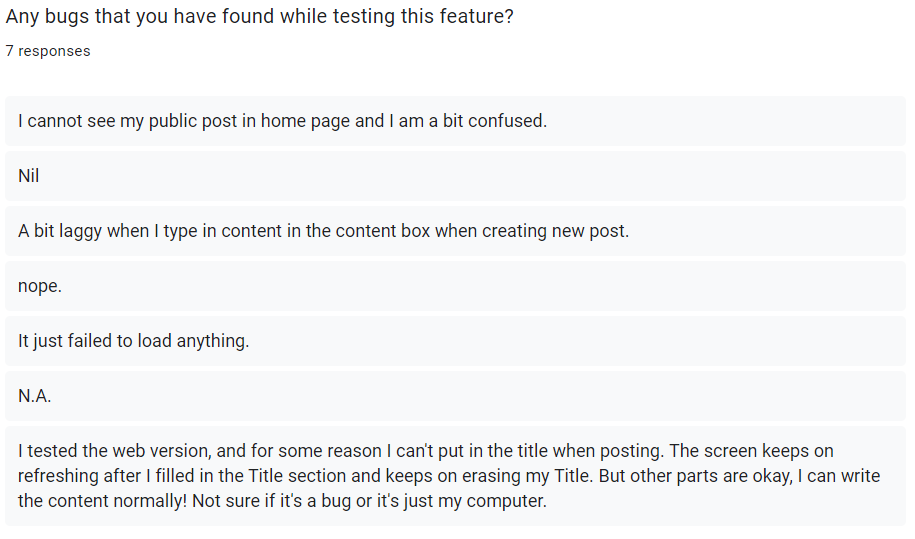 Any bugs that you have found while testing this feature?
7 responses
I cannot see my public post in home page and I am a bit confused.
Nil
A bit laggy when I type in content in the content box when creating new post.
nope.
It just failed to load anything.
N.A.
I tested the web version, and for some reason I can't put in the title when posting. The screen keeps on
refreshing after I filled in the Title section and keeps on erasing my Title. But other parts are okay, I can write
the content normally! Not sure if it's a bug or it's just my computer.